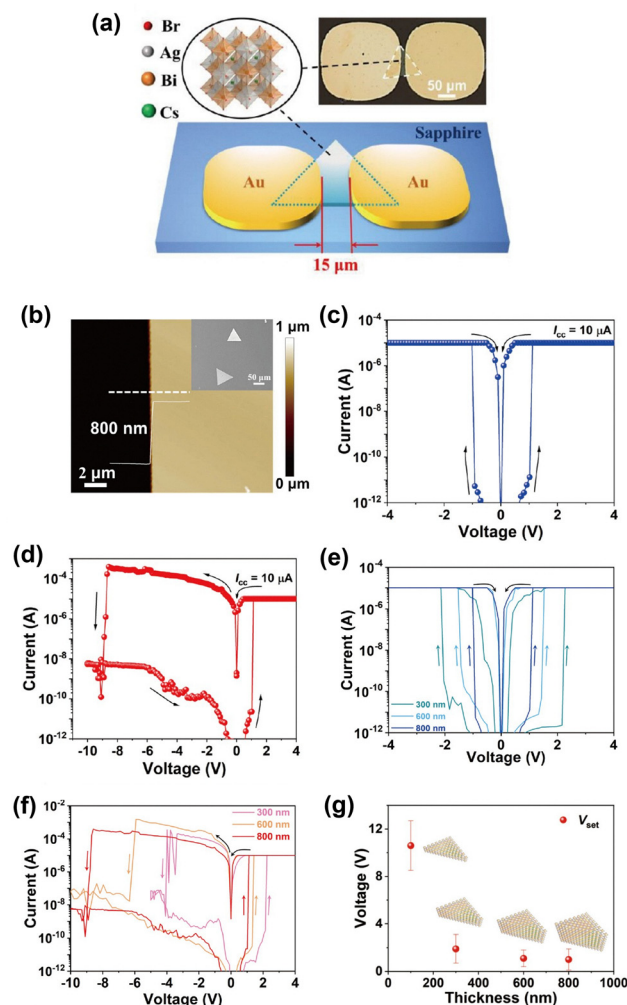 (a)
Br
Ag
Bi
Cs
50 μm
Sapphire
Au
Au
15 μm
(b)
1 μm
50 μm
800 nm
2 μm
0 μm
(c)
Current (A)
10⁻⁴
10⁻⁶
10⁻⁸
10⁻¹⁰
10⁻¹²
Icc = 10 μA
-4 -2 0 2 4
Voltage (V)
(d)
Current (A)
10⁻²
10⁻⁴
10⁻⁶
10⁻⁸
10⁻¹⁰
10⁻¹²
Icc = 10 μA
-10 -8 -6 -4 -2 0 2 4
Voltage (V)
(e)
Current (A)
10⁻⁴
10⁻⁶
10⁻⁸
10⁻¹⁰
10⁻¹²
300 nm
600 nm
800 nm
-4 -2 0 2 4
Voltage (V)
(f)
Current (A)
10⁻²
10⁻⁴
10⁻⁶
10⁻⁸
10⁻¹⁰
10⁻¹²
300 nm
600 nm
800 nm
-10 -8 -6 -4 -2 0 2 4
Voltage (V)
(g)
Voltage (V)
12
8
4
0
Vset
0 200 400 600 800 1000
Thickness (nm)